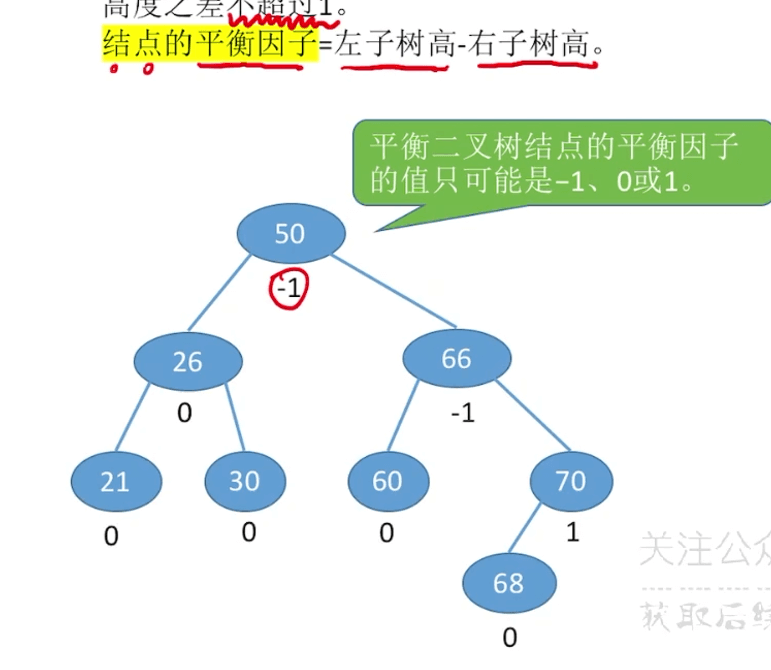 高度之差不超过1。
结点的平衡因子=左子树高-右子树高。
平衡二叉树结点的平衡因子
的值只可能是−1、0或1。
50
-1
26
66
0
-1
21
30
60
70
0
0
0
1
68
0
关注公众
获取后续